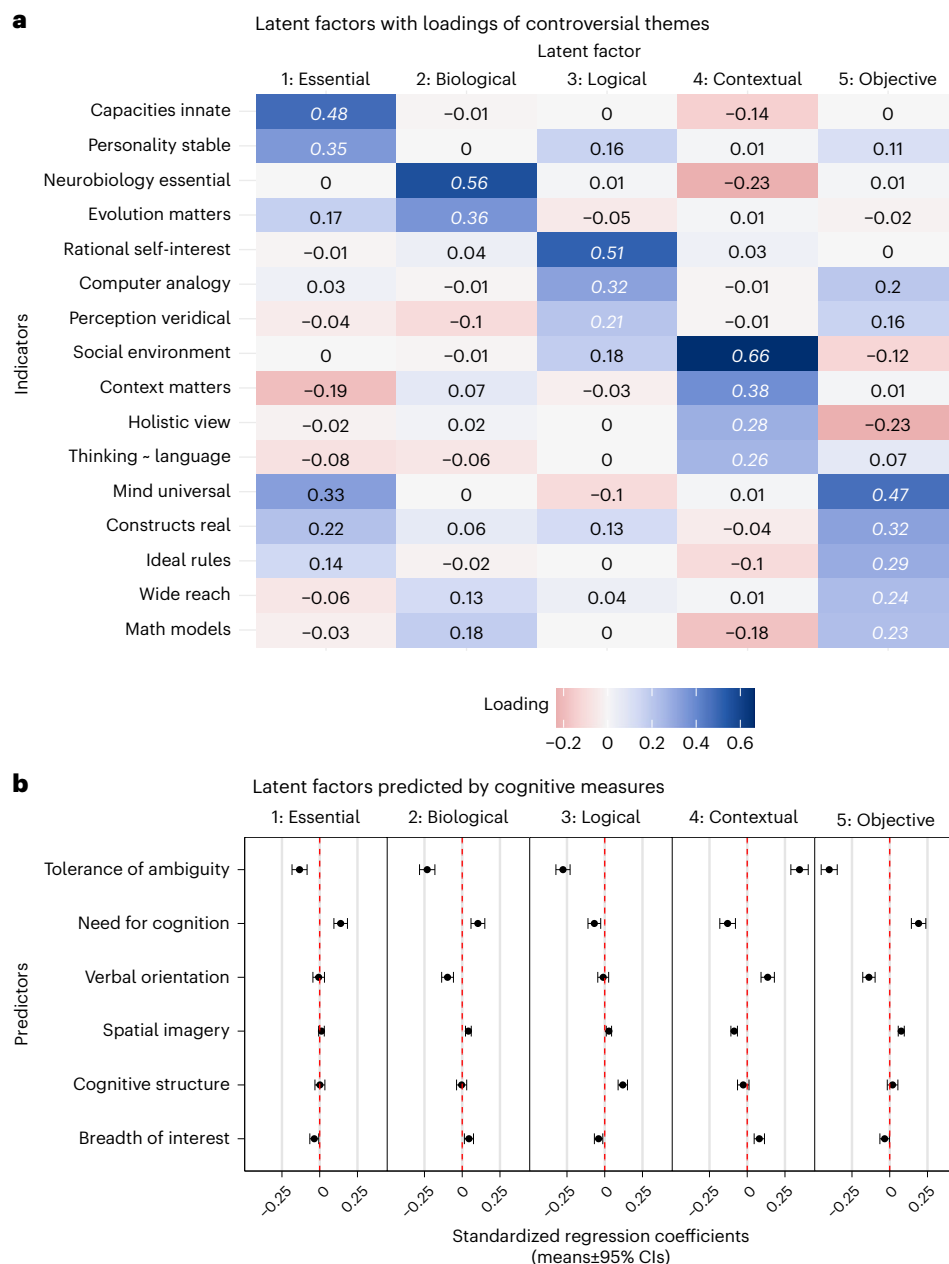 a
Latent factors with loadings of controversial themes
Latent factor
1: Essential 2: Biological 3: Logical 4: Contextual 5: Objective
Indicators
Capacities innate 0.48 −0.01 0 −0.14 0
Personality stable 0.35 0 0.16 0.01 0.11
Neurobiology essential 0 0.56 0.01 −0.23 0.01
Evolution matters 0.17 0.36 −0.05 0.01 −0.02
Rational self-interest −0.01 0.04 0.51 0.03 0
Computer analogy 0.03 −0.01 0.32 −0.01 0.2
Perception veridical −0.04 −0.1 0.21 −0.01 0.16
Social environment 0 −0.01 0.18 0.66 −0.12
Context matters −0.19 0.07 −0.03 0.38 0.01
Holistic view −0.02 0.02 0 0.28 −0.23
Thinking ~ language −0.08 −0.06 0 0.26 0.07
Mind universal 0.33 0 −0.1 0.01 0.47
Constructs real 0.22 0.06 0.13 −0.04 0.32
Ideal rules 0.14 −0.02 0 −0.1 0.29
Wide reach −0.06 0.13 0.04 0.01 0.24
Math models −0.03 0.18 0 −0.18 0.23
Loading
−0.2 0 0.2 0.4 0.6
b
Latent factors predicted by cognitive measures
1: Essential 2: Biological 3: Logical 4: Contextual 5: Objective
Predictors
Tolerance of ambiguity
Need for cognition
Verbal orientation
Spatial imagery
Cognitive structure
Breadth of interest
−0.25 0 0.25 −0.25 0 0.25 −0.25 0 0.25 −0.25 0 0.25 −0.25 0 0.25
Standardized regression coefficients
(means±95% CIs)